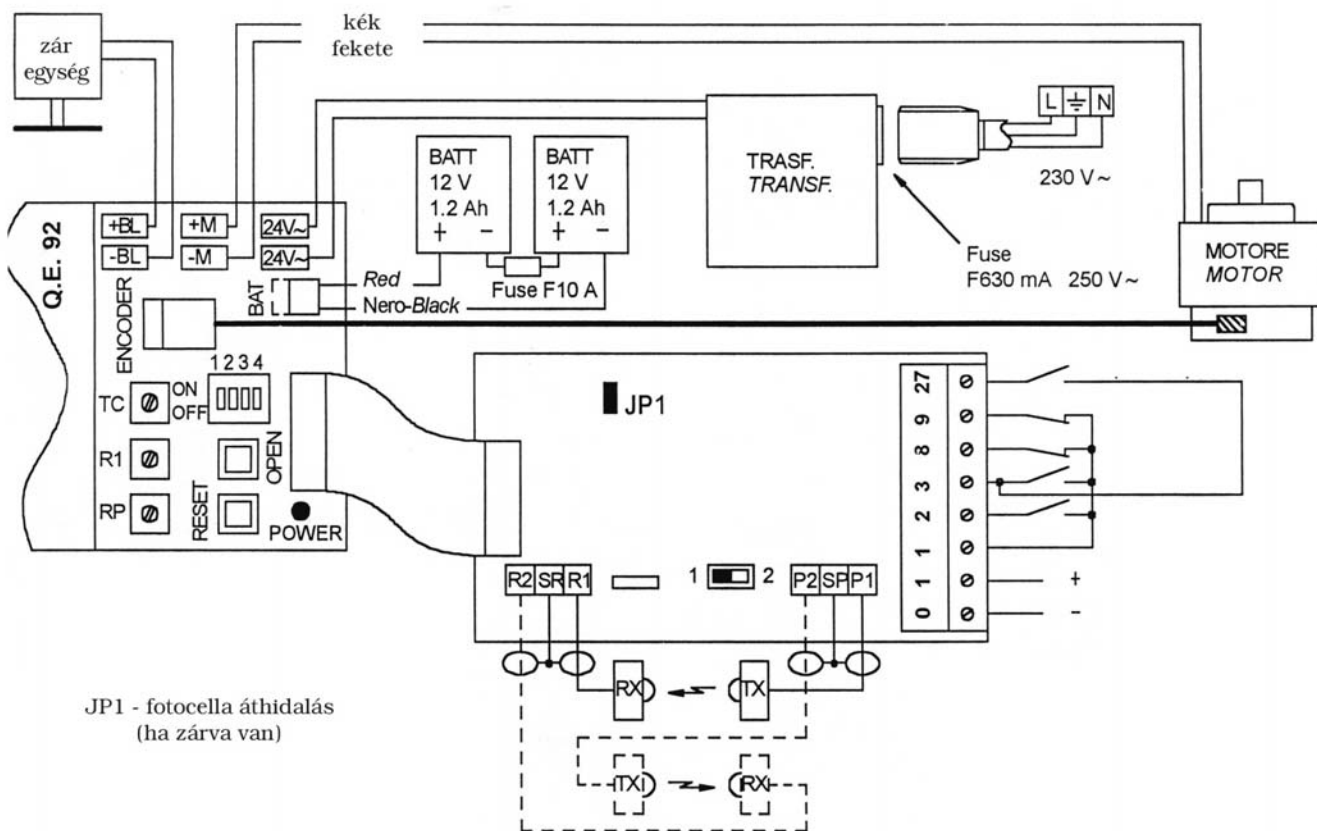 zár
egység
kék
fekete
L
N
230 V~
BATT
12 V
1.2 Ah
+ −
BATT
12 V
1.2 Ah
+ −
TRASF.
TRANSF.
Fuse
F630 mA 250 V~
MOTORE
MOTOR
Q.E. 92
+BL
+M
24V~
-BL
-M
24V~
BAT
Red
Nero-Black
Fuse F10 A
ENCODER
1 2 3 4
ON
OFF
TC
R1
RP
OPEN
RESET
POWER
JP1
27
9
8
3
2
1
1
0
+
−
R2 SR R1
1 2
P2 SP P1
RX
TX
TX
RX
JP1 - fotocella áthidalás
(ha zárva van)